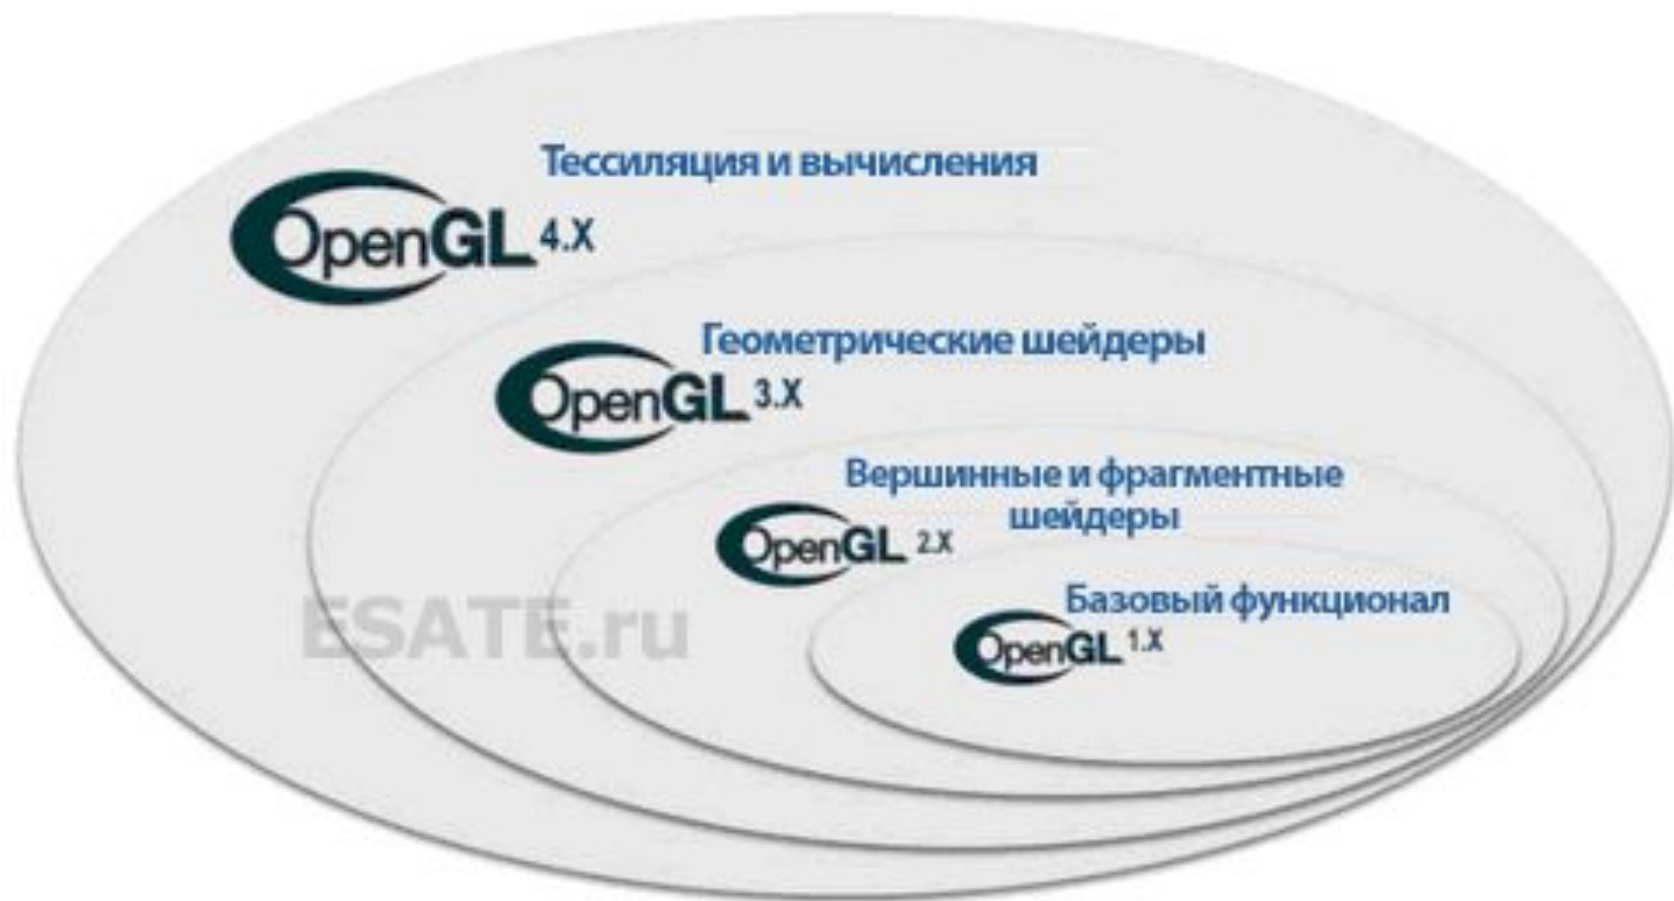 Тессиляция и вычисления
OpenGL 4.X
Геометрические шейдеры
OpenGL 3.X
Вершинные и фрагментные
шейдеры
OpenGL 2.X
Базовый функционал
OpenGL 1.X
ESATE.ru